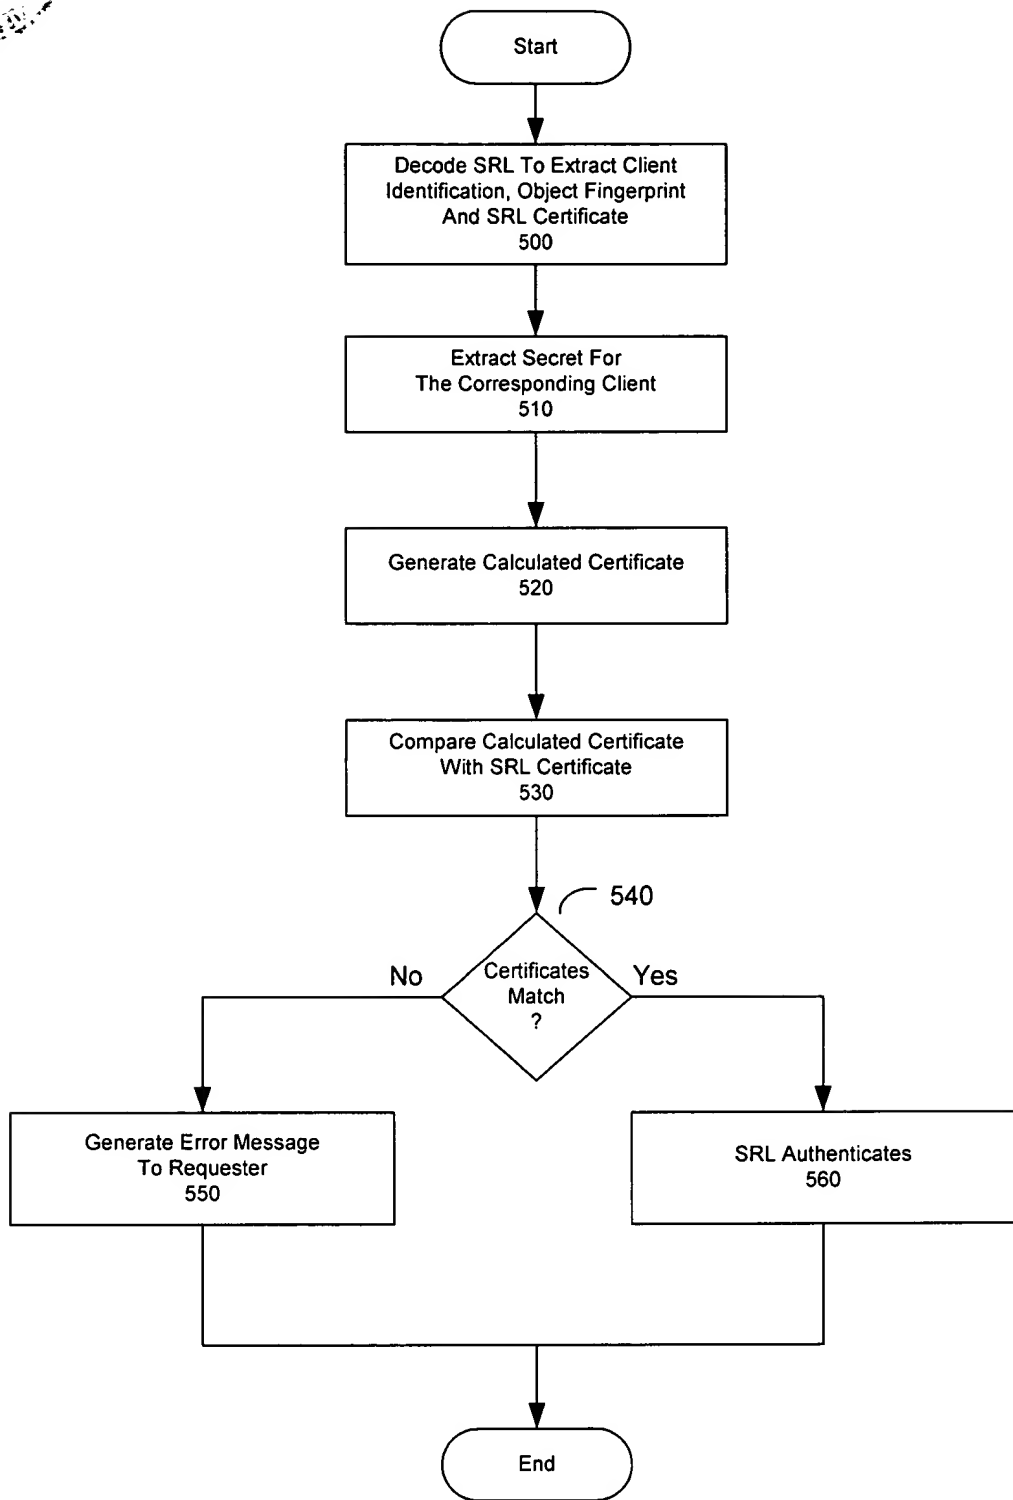 Start
Decode SRL To Extract Client
Identification, Object Fingerprint
And SRL Certificate
500
Extract Secret For
The Corresponding Client
510
Generate Calculated Certificate
520
Compare Calculated Certificate
With SRL Certificate
530
540
No
Certificates
Match
?
Yes
Generate Error Message
To Requester
550
SRL Authenticates
560
End